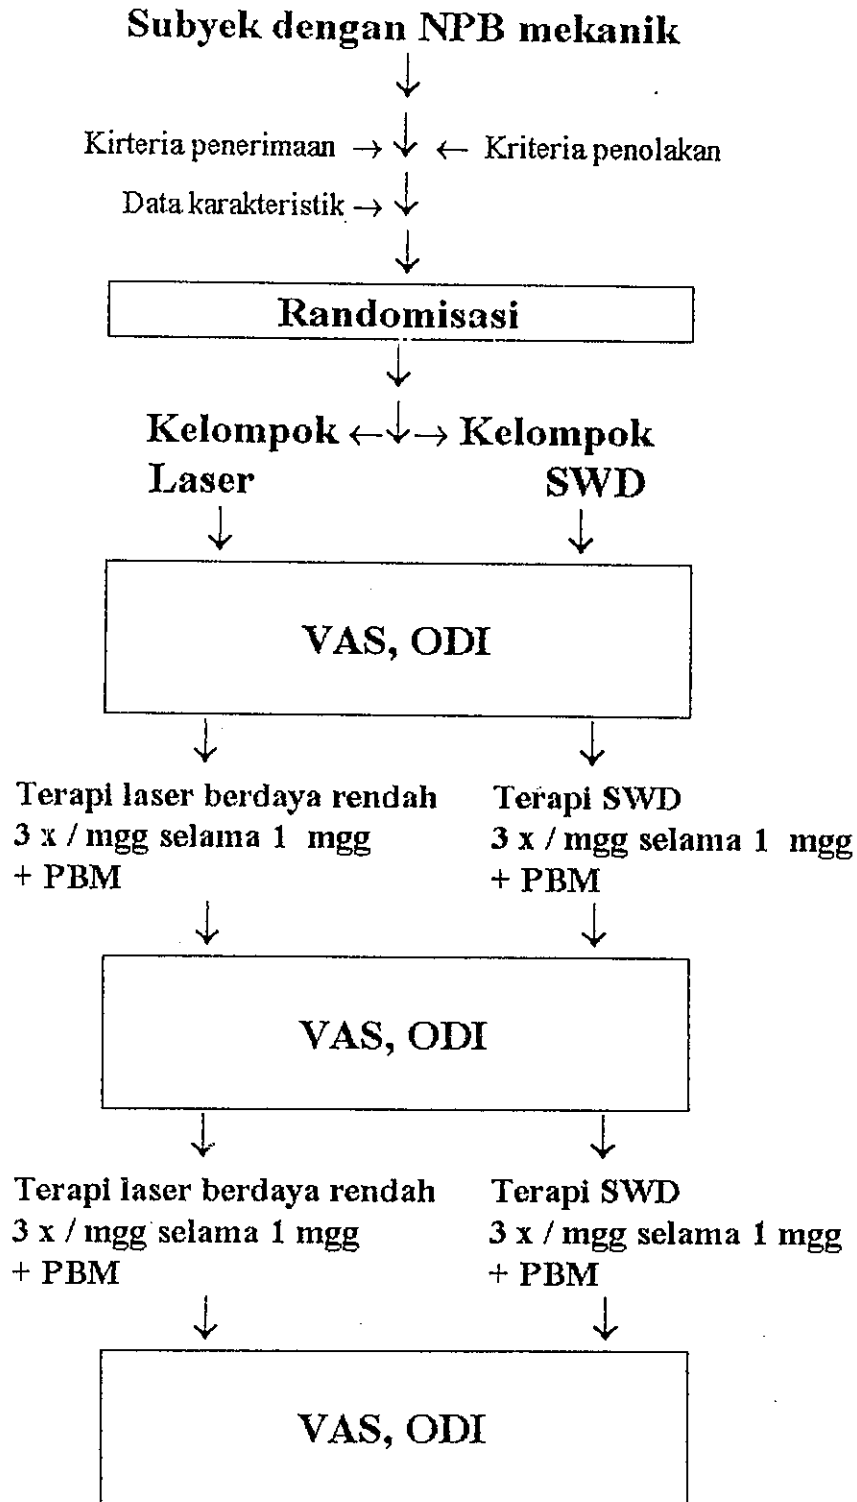 Subyek dengan NPB mekanik
↓
↓
Kirteria penerimaan → ↓ ← Kriteria penolakan
Data karakteristik → ↓
↓
Randomisasi
↓
Kelompok ←↓→ Kelompok
Laser SWD
↓ ↓
VAS, ODI
↓ ↓
Terapi laser berdaya rendah Terapi SWD
3 x / mgg selama 1 mgg 3 x / mgg selama 1 mgg
+ PBM + PBM
↓ ↓
VAS, ODI
↓ ↓
Terapi laser berdaya rendah Terapi SWD
3 x / mgg selama 1 mgg 3 x / mgg selama 1 mgg
+ PBM + PBM
↓ ↓
VAS, ODI